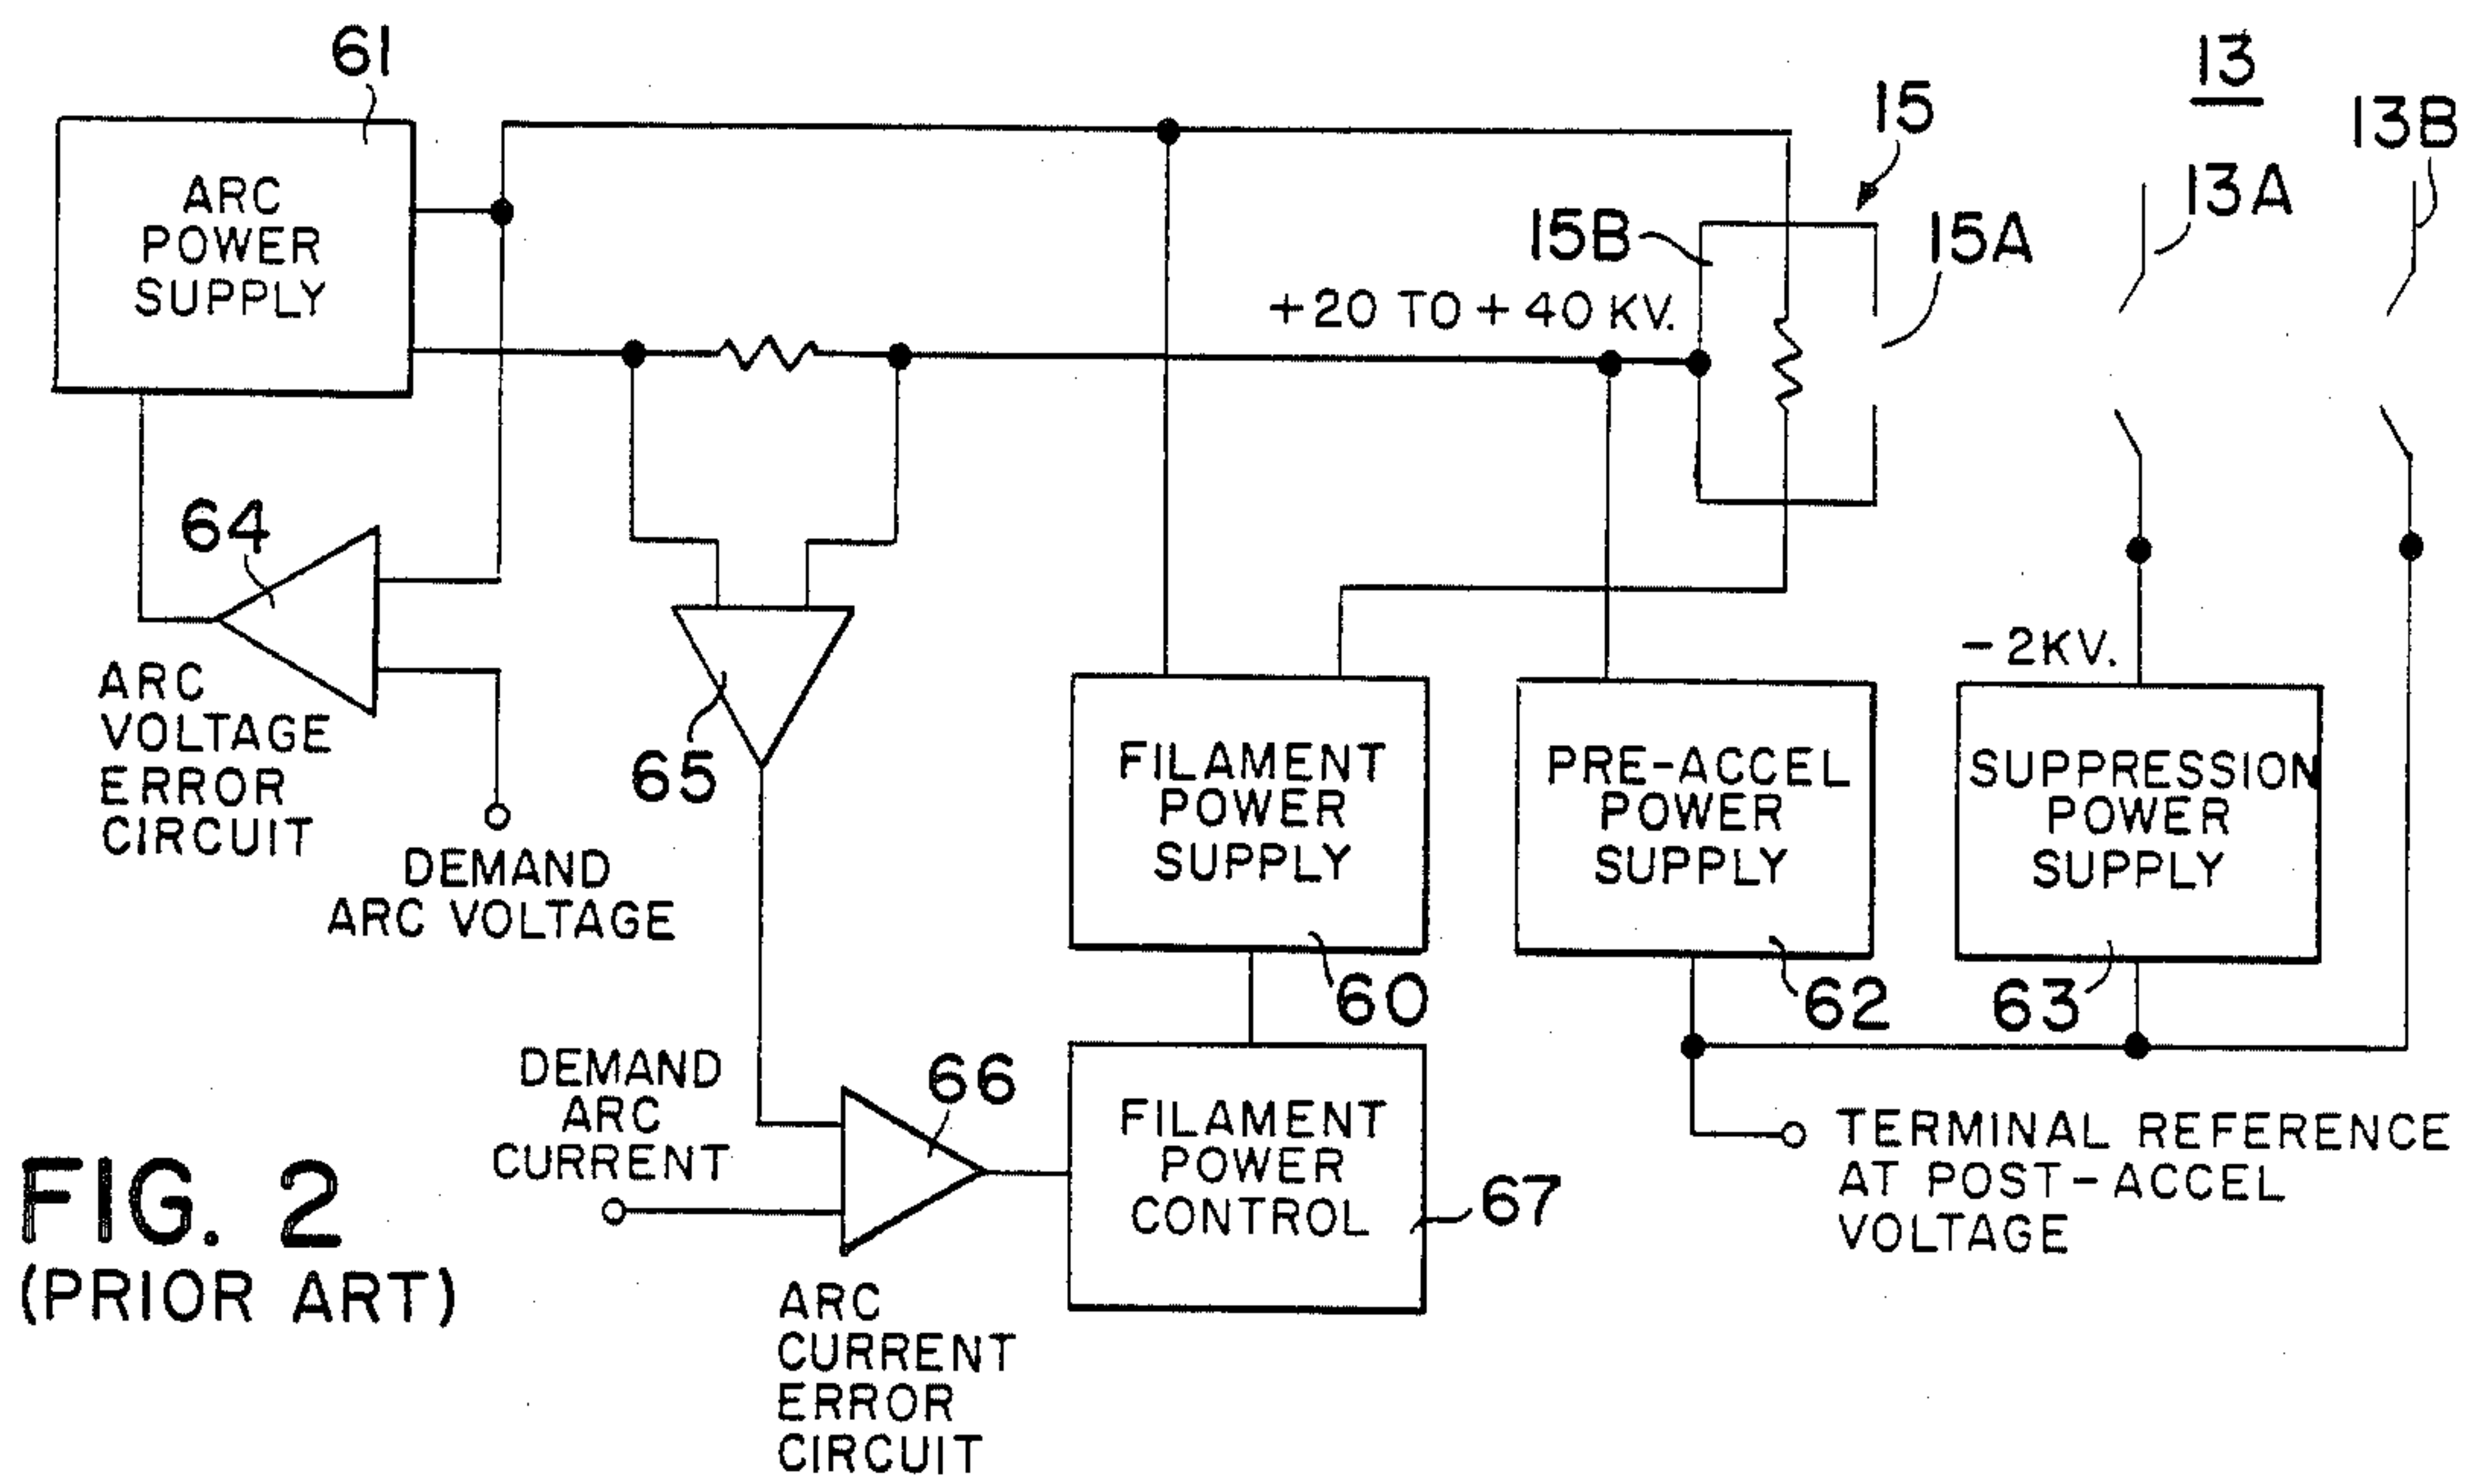 61
ARC
POWER
SUPPLY
15
13
13A
13B
15B
15A
+20 TO +40 KV.
64
ARC
VOLTAGE
ERROR
CIRCUIT
DEMAND
ARC VOLTAGE
65
FILAMENT
POWER
SUPPLY
60
PRE-ACCEL
POWER
SUPPLY
62
-2KV.
SUPPRESSION
POWER
SUPPLY
63
DEMAND
ARC
CURRENT
66
ARC
CURRENT
ERROR
CIRCUIT
FILAMENT
POWER
CONTROL
67
TERMINAL REFERENCE
AT POST-ACCEL
VOLTAGE
FIG. 2
(PRIOR ART)